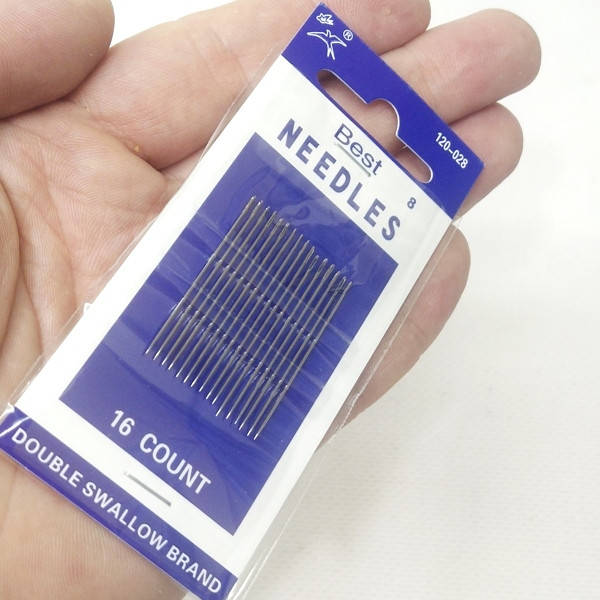 ®
120-028
Best
NEEDLES
8
16 COUNT
DOUBLE SWALLOW BRAND